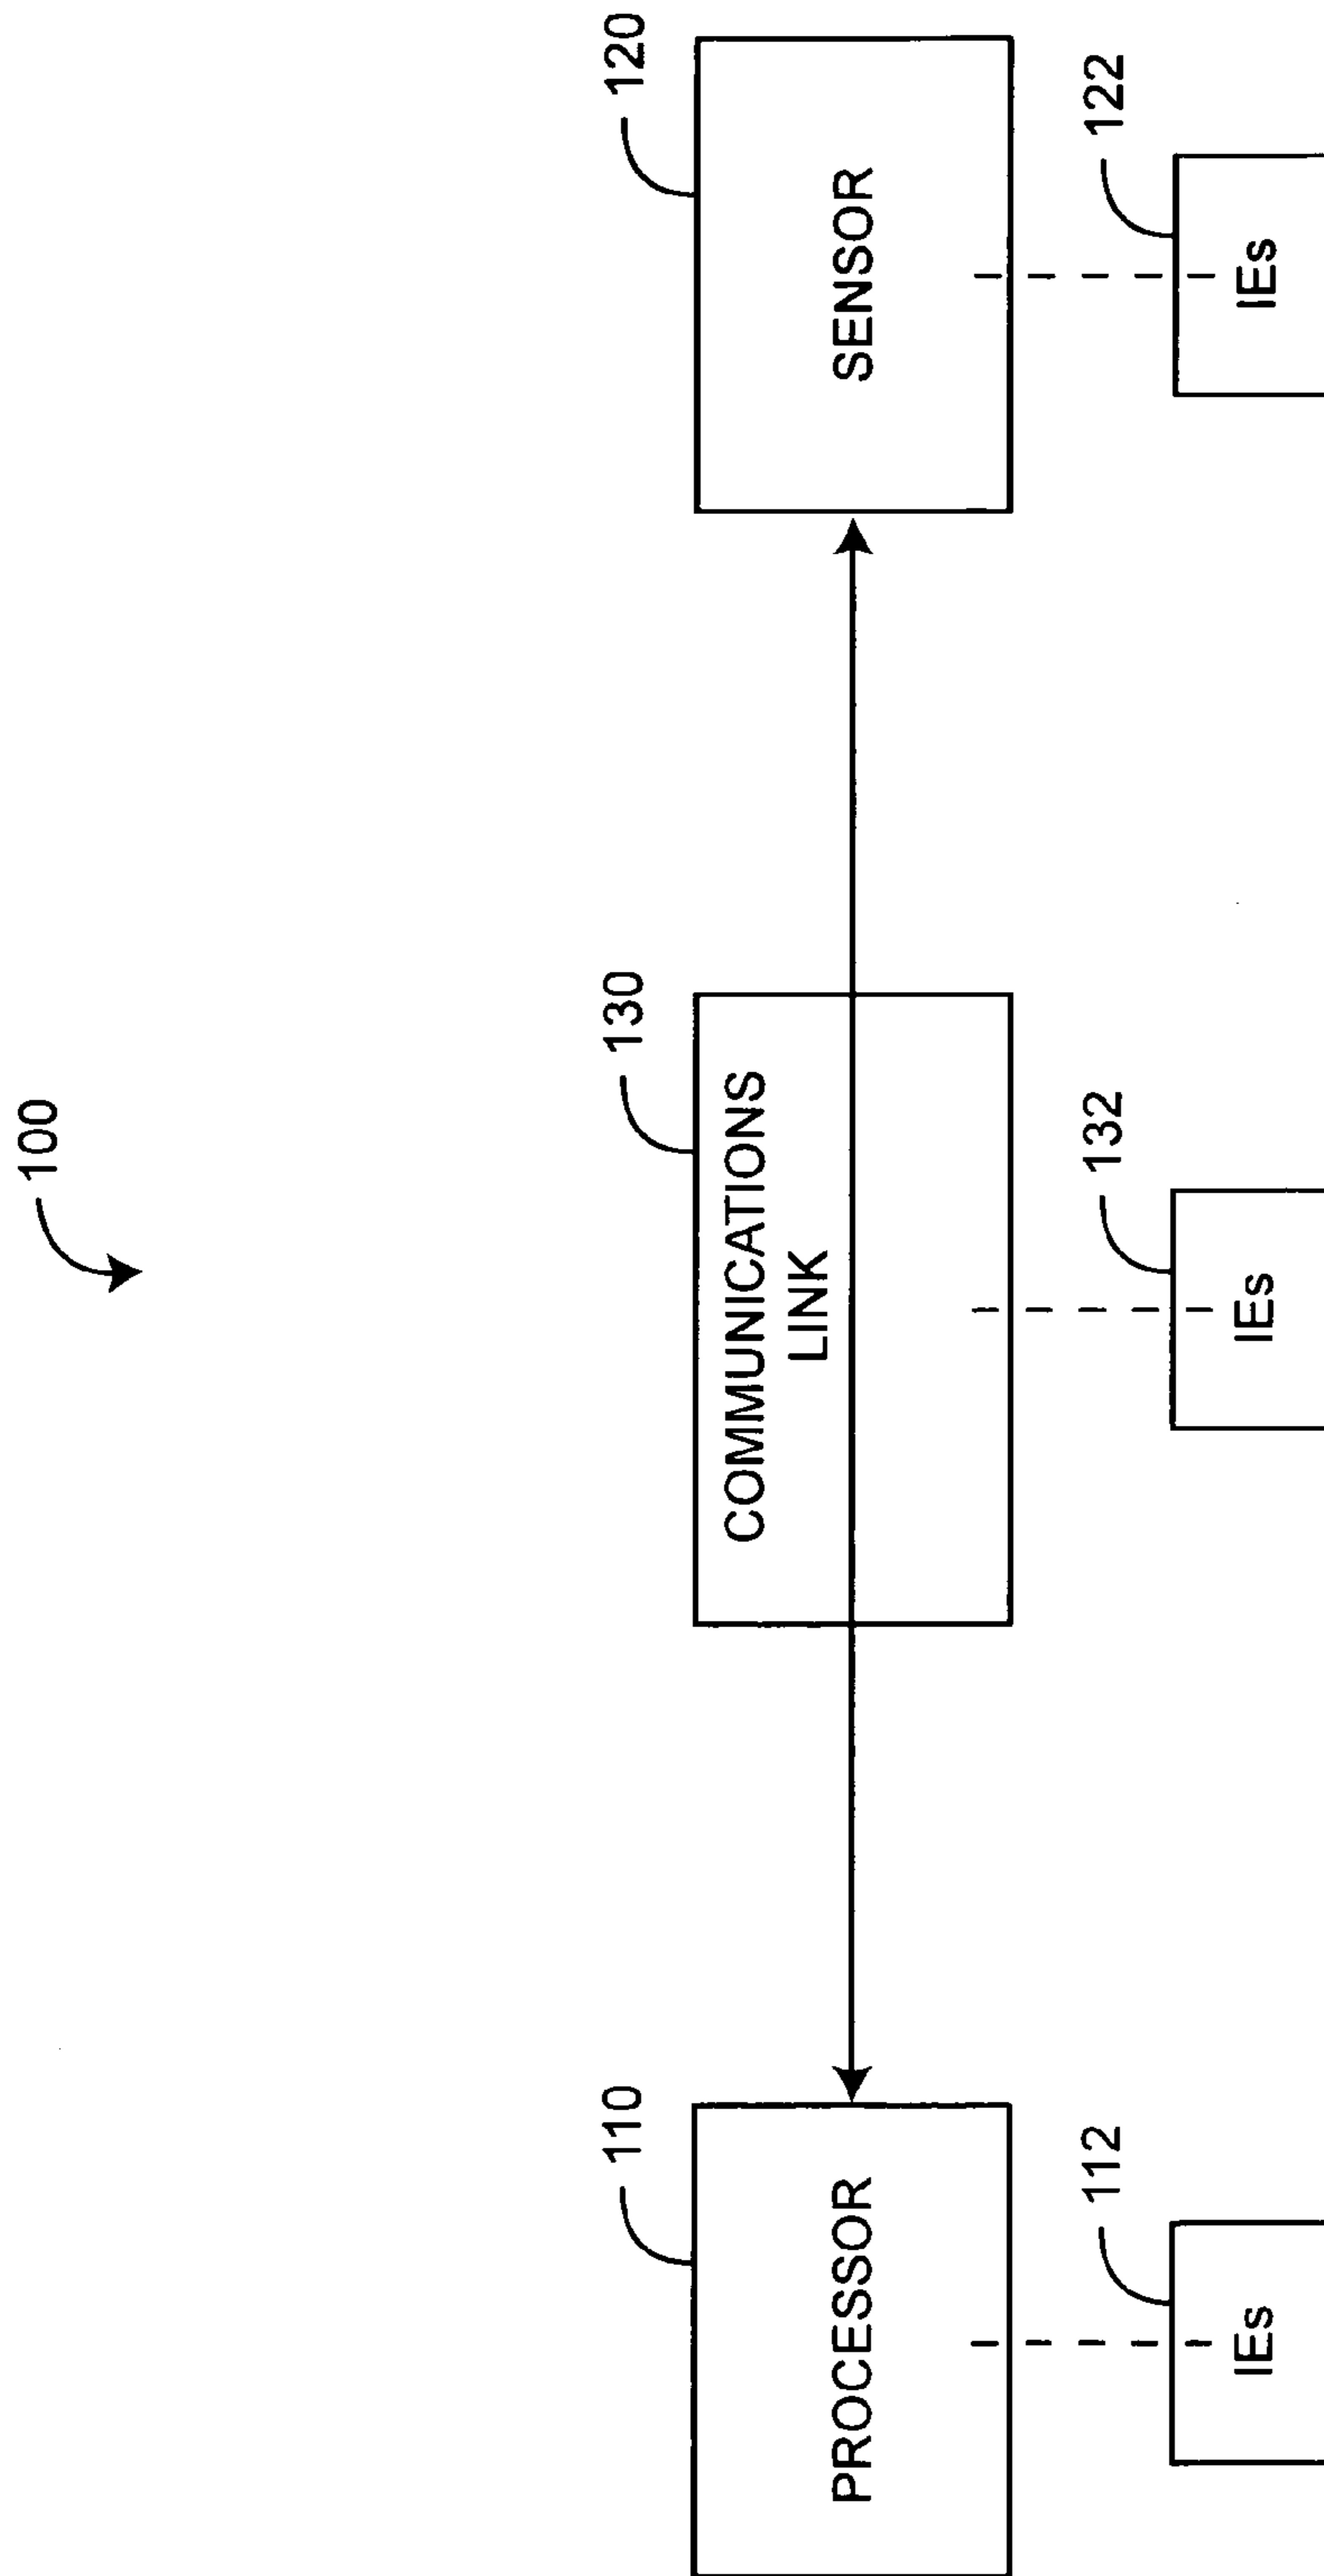 100
110
130
120
PROCESSOR
COMMUNICATIONS
LINK
SENSOR
112
132
122
IEs
IEs
IEs